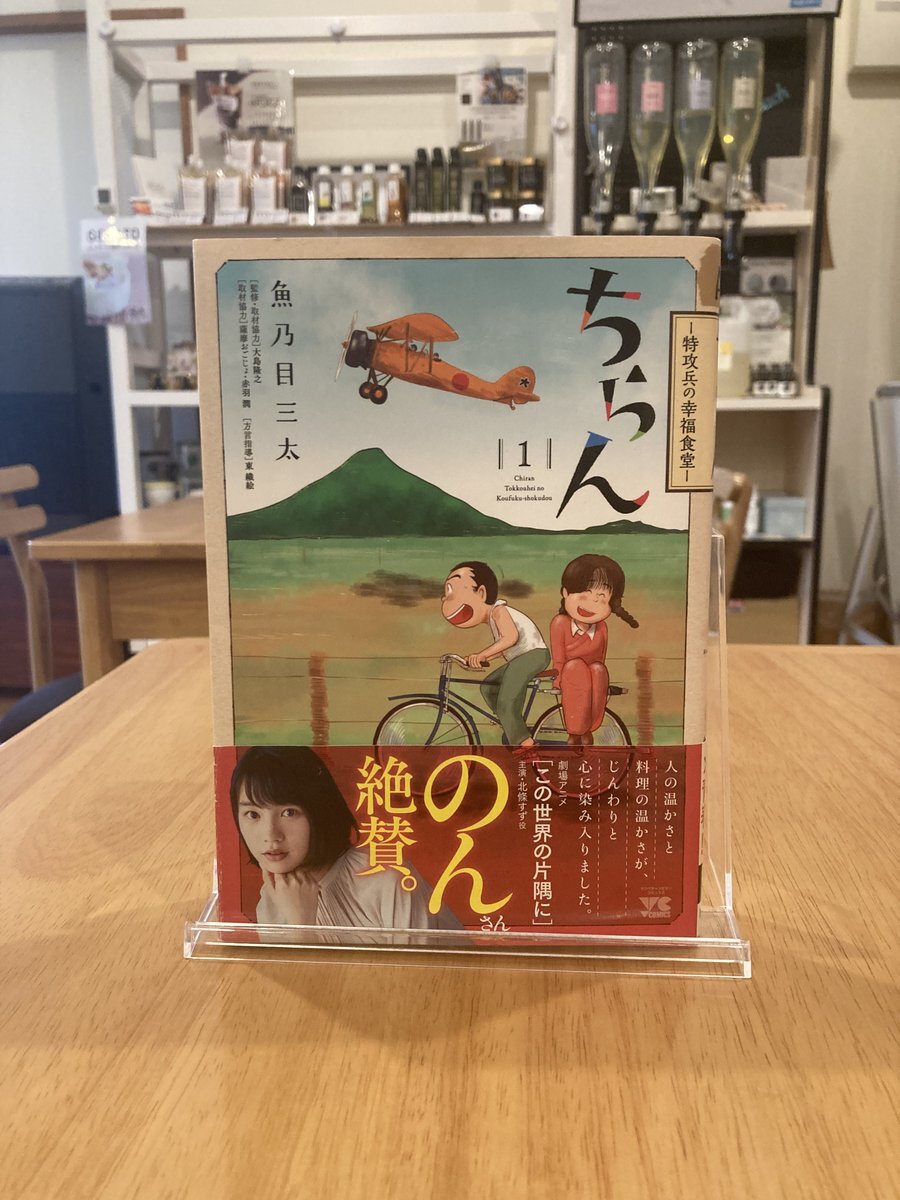 ちらん
─特攻兵の幸福食堂─
1
Chiran
Tokkouhei no
Koufuku-shokudou
魚乃目三太
[監修・取材協力]大島隆之
[取材協力]薩摩おごじょ・赤羽潤
[方言指導]東織絵
人の温かさと
料理の温かさが、
じんわりと
心に染み入りました。
劇場アニメ
[この世界の片隅に]
主演・北條すず役
のんさん
絶賛。
YC
COMICS